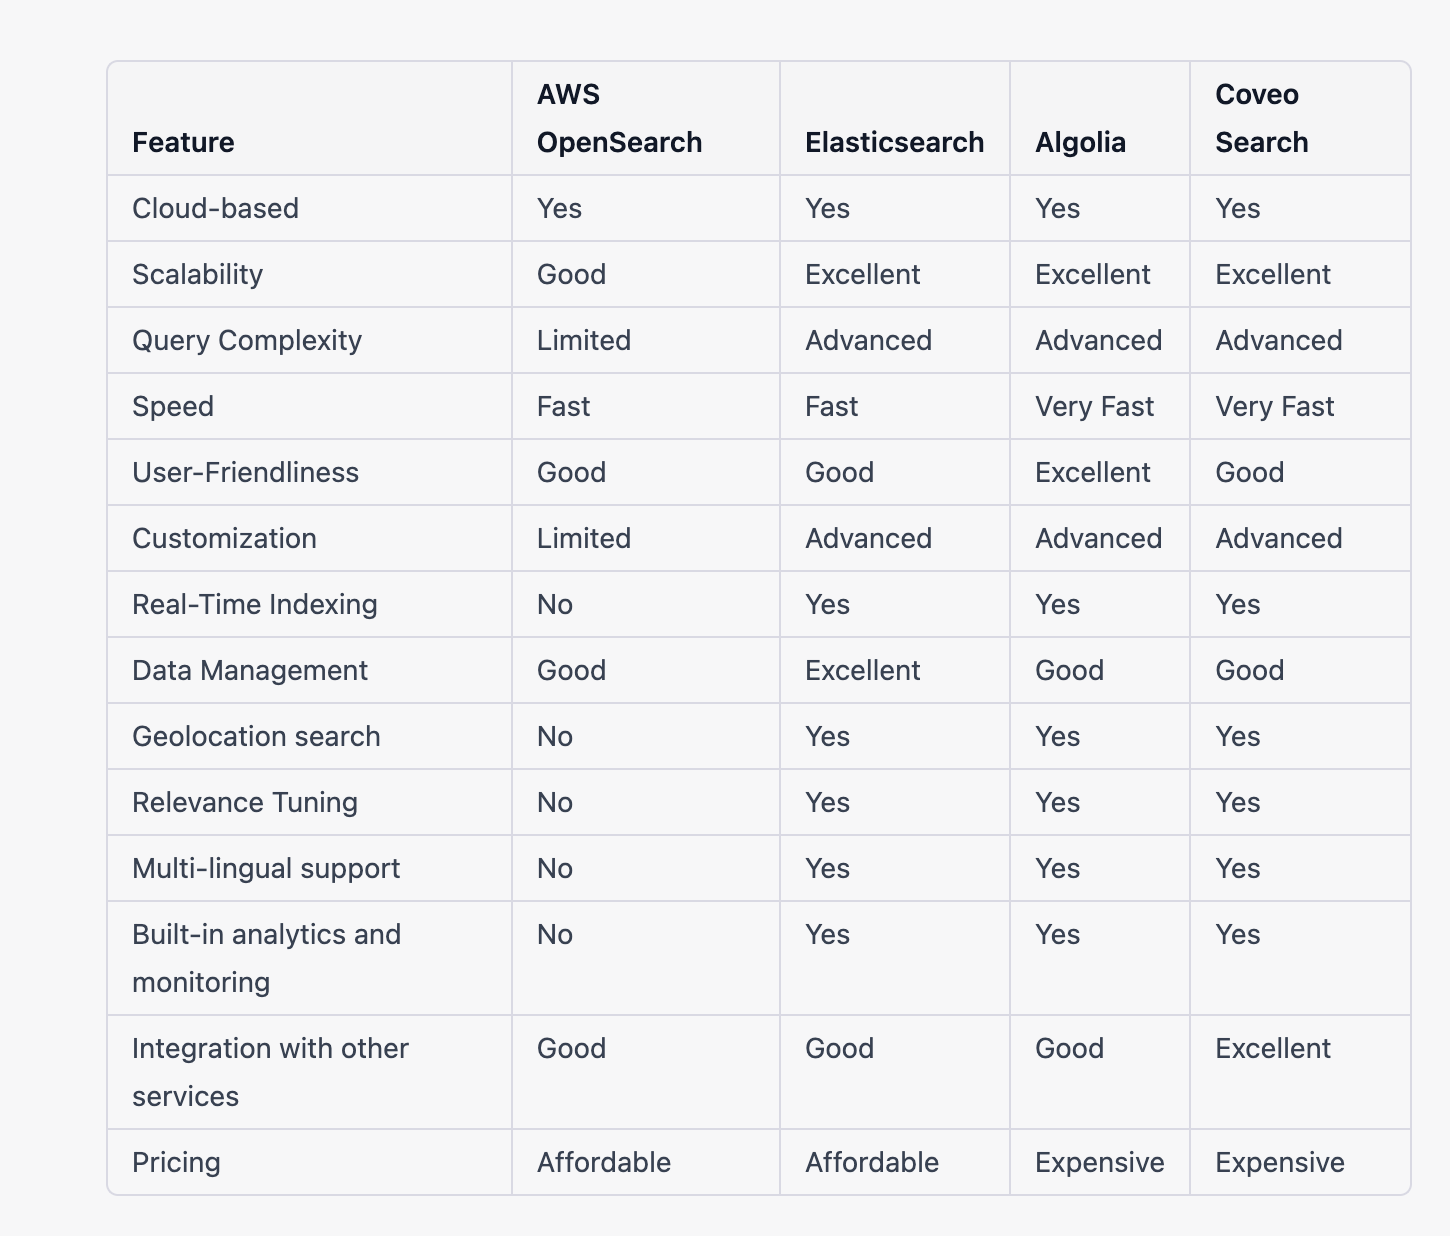 Feature AWS OpenSearch Elasticsearch Algolia Coveo Search
Cloud-based Yes Yes Yes Yes
Scalability Good Excellent Excellent Excellent
Query Complexity Limited Advanced Advanced Advanced
Speed Fast Fast Very Fast Very Fast
User-Friendliness Good Good Excellent Good
Customization Limited Advanced Advanced Advanced
Real-Time Indexing No Yes Yes Yes
Data Management Good Excellent Good Good
Geolocation search No Yes Yes Yes
Relevance Tuning No Yes Yes Yes
Multi-lingual support No Yes Yes Yes
Built-in analytics and monitoring No Yes Yes Yes
Integration with other services Good Good Good Excellent
Pricing Affordable Affordable Expensive Expensive